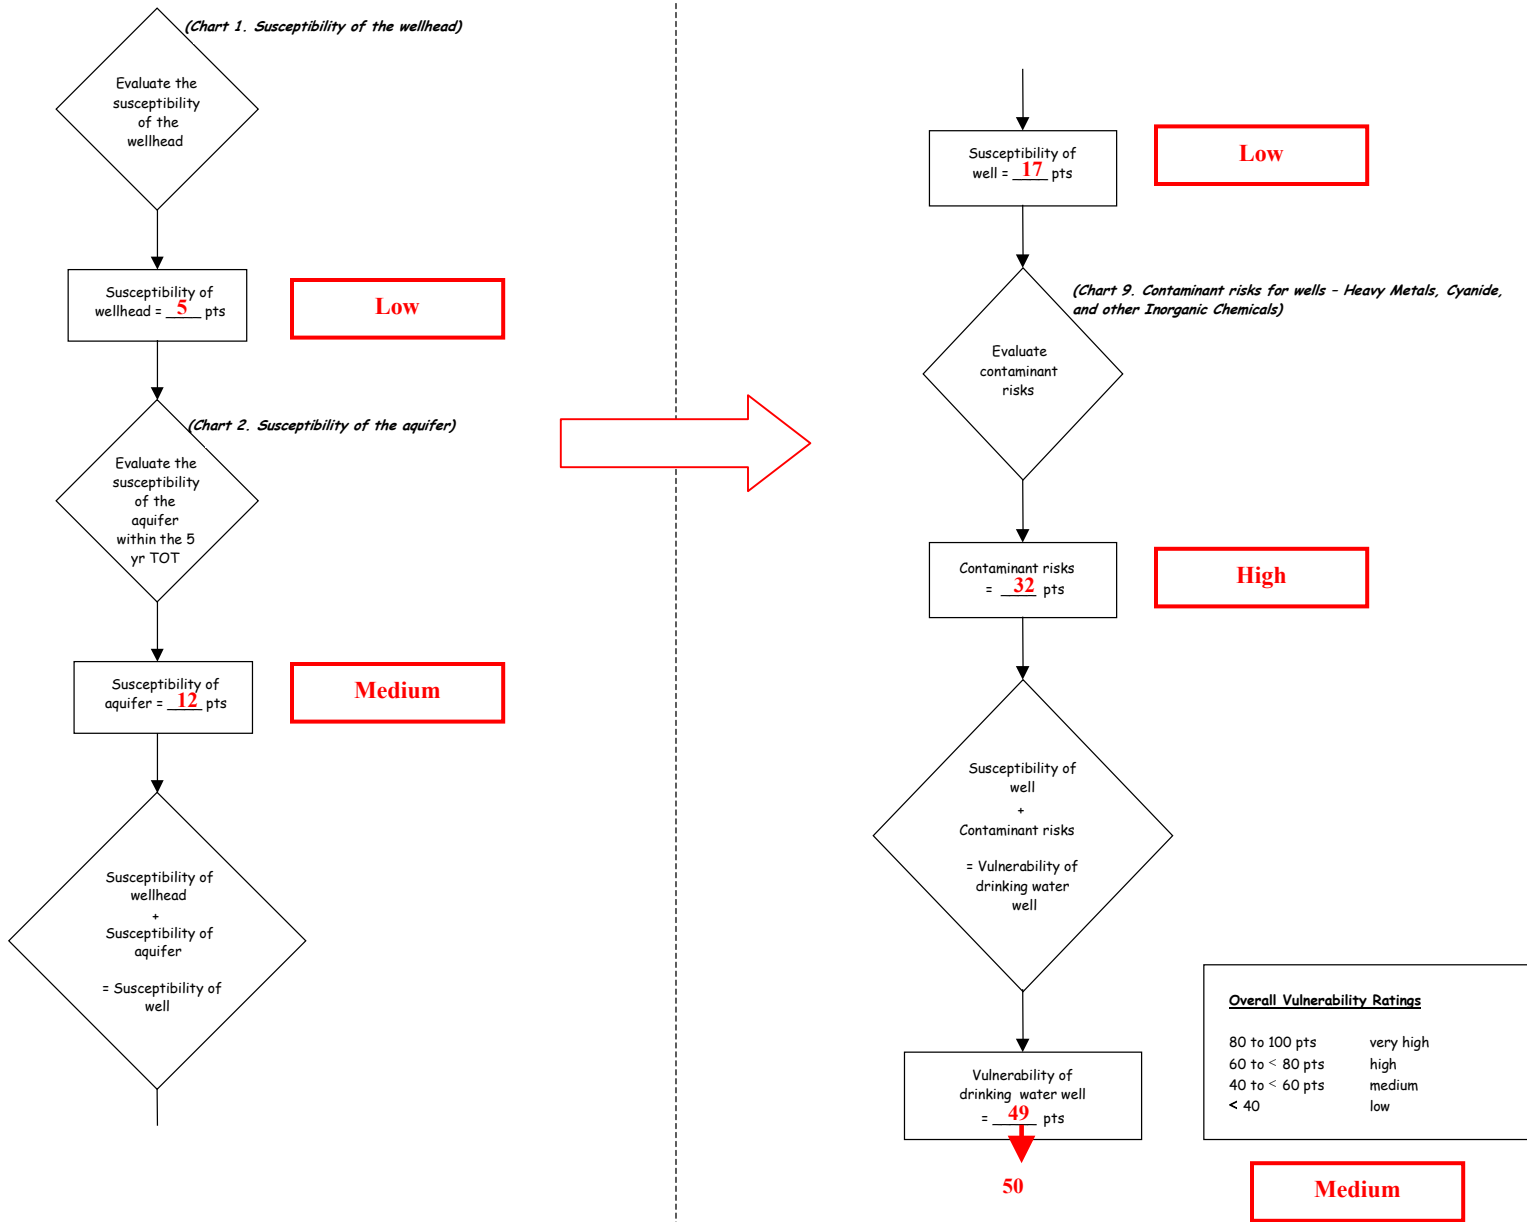 (Chart 1. Susceptibility of the wellhead)
Evaluate the
susceptibility
of the
wellhead
Susceptibility of
wellhead = 5 pts
Low
(Chart 2. Susceptibility of the aquifer)
Evaluate the
susceptibility
of the
aquifer
within the 5
yr TOT
Susceptibility of
aquifer = 12 pts
Medium
Susceptibility of
wellhead
+
Susceptibility of
aquifer
= Susceptibility of
well
Susceptibility of
well = 17 pts
Low
(Chart 9. Contaminant risks for wells – Heavy Metals, Cyanide,
and other Inorganic Chemicals)
Evaluate
contaminant
risks
Contaminant risks
= 32 pts
High
Susceptibility of
well
+
Contaminant risks
= Vulnerability of
drinking water
well
Vulnerability of
drinking water well
= 49 pts
50
Overall Vulnerability Ratings
80 to 100 pts very high
60 to < 80 pts high
40 to < 60 pts medium
< 40 low
Medium